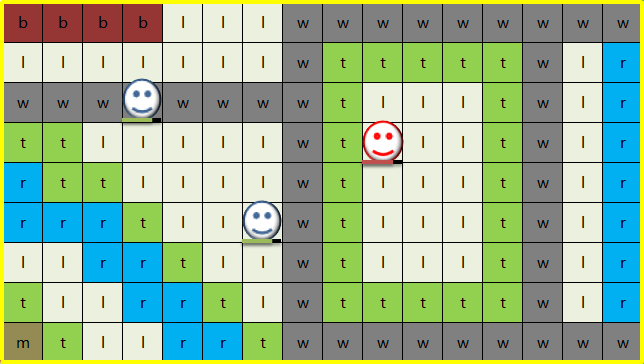 b b b b l l l w w w w w w w w w
l l l l l l l w t t t t t w l r
w w w w w w w t l l l t w l r
t t l l l l l w t l l t w l r
r t t l l l l w t l l l t w l r
r r r t l l w t l l l t w l r
l l r r t l l w t l l l t w l r
t l l r r t l w t t t t t w l r
m t l l r r t w w w w w w w w w